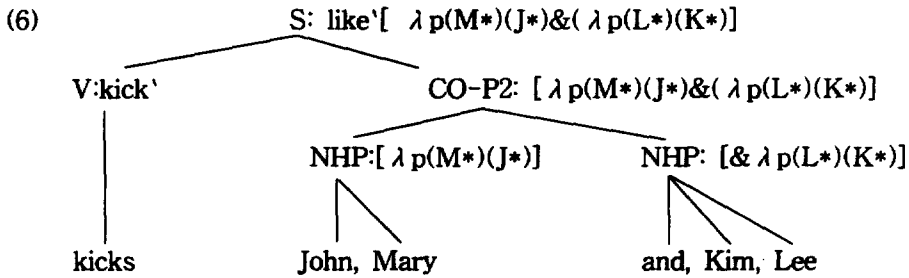 (6) S: like‵[ λp(M*)(J*)&( λp(L*)(K*)]
V:kick‵ CO-P2: [ λp(M*)(J*)&( λp(L*)(K*)]
NHP:[ λp(M*)(J*)] NHP: [& λp(L*)(K*)]
kicks John, Mary and, Kim, Lee